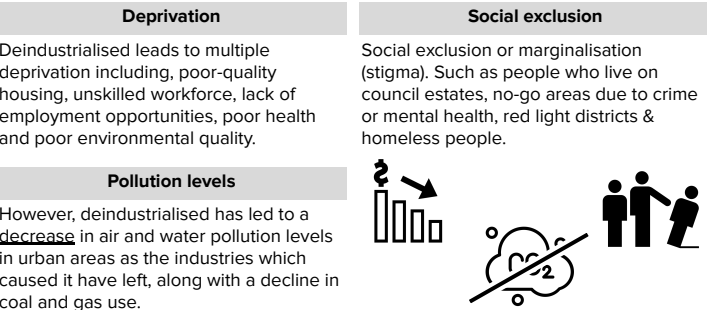 Deprivation
Deindustrialised leads to multiple
deprivation including, poor-quality
housing, unskilled workforce, lack of
employment opportunities, poor health
and poor environmental quality.
Pollution levels
However, deindustrialised has led to a
decrease in air and water pollution levels
in urban areas as the industries which
caused it have left, along with a decline in
coal and gas use.
Social exclusion
Social exclusion or marginalisation
(stigma). Such as people who live on
council estates, no-go areas due to crime
or mental health, red light districts &
homeless people.
$